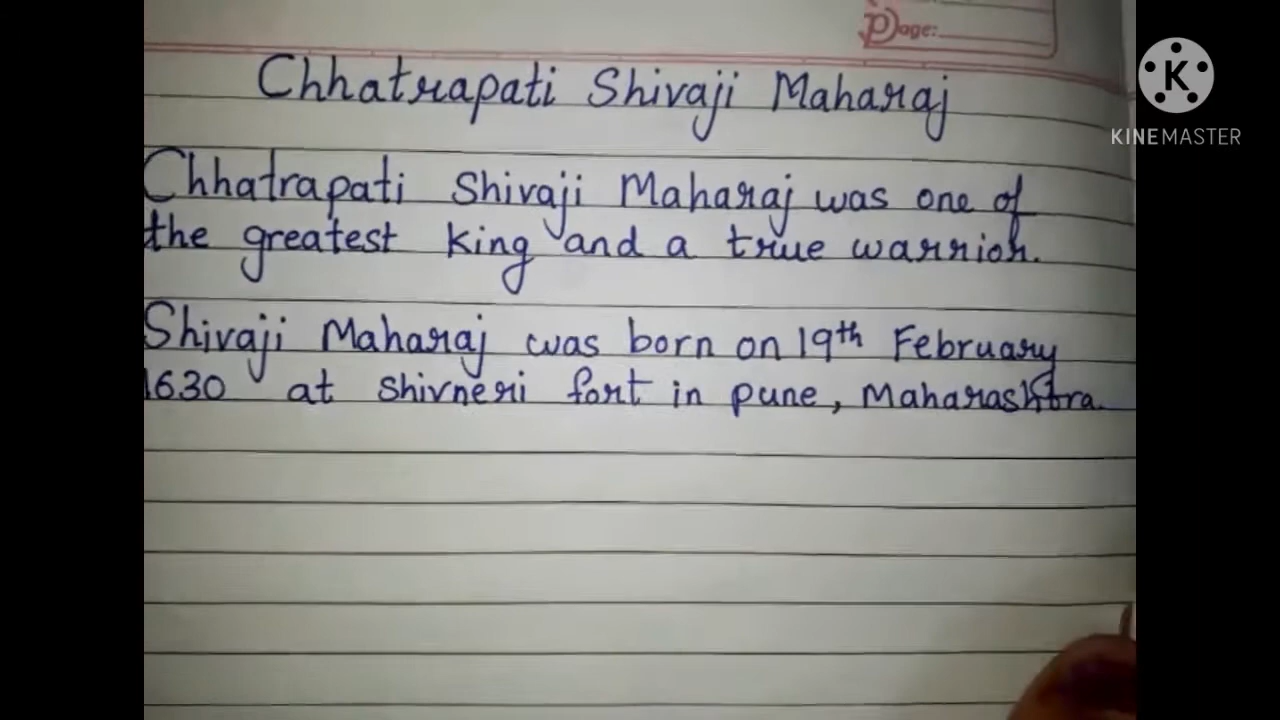 Page:
KINEMASTER
Chhatrapati Shivaji Maharaj
Chhatrapati Shivaji Maharaj was one of
the greatest king and a true warrior.
Shivaji Maharaj was born on 19th February
1630 at Shivneri fort in pune, Maharashtra.